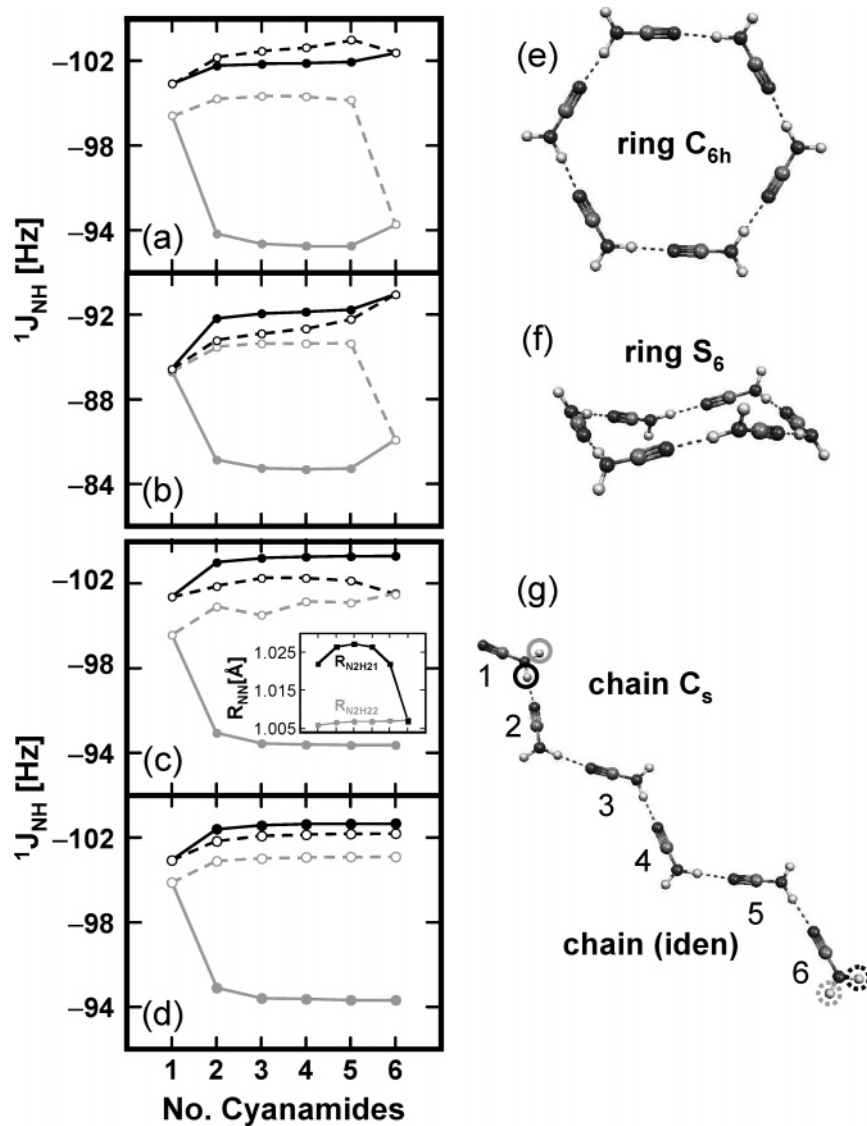 –102
–98
–94
(a)
¹J_NH [Hz]
–92
–88
–84
(b)
–102
–98
–94
(c)
R_NN[Å]
1.025
1.015
1.005
R_N2H21
R_N2H22
¹J_NH [Hz]
–102
–98
–94
(d)
1 2 3 4 5 6
No. Cyanamides
(e)
ring C_6h
(f)
ring S_6
(g)
1
chain C_s
2
3
4
5
chain (iden)
6